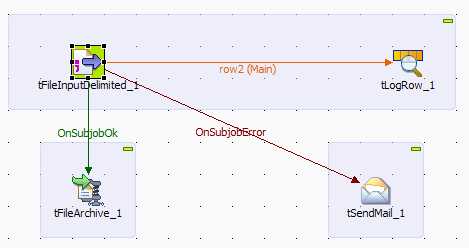 row2 (Main)
tFileInputDelimited_1
tLogRow_1
OnSubjobOk
OnSubjobError
tFileArchive_1
tSendMail_1